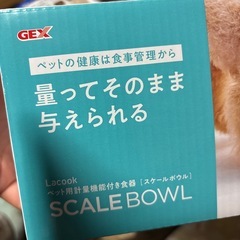 GEX
ペットの健康は食事管理から
量ってそのまま
与えられる
Lacook
ペット用計量機能付き食器 [スケールボウル]
SCALE BOWL